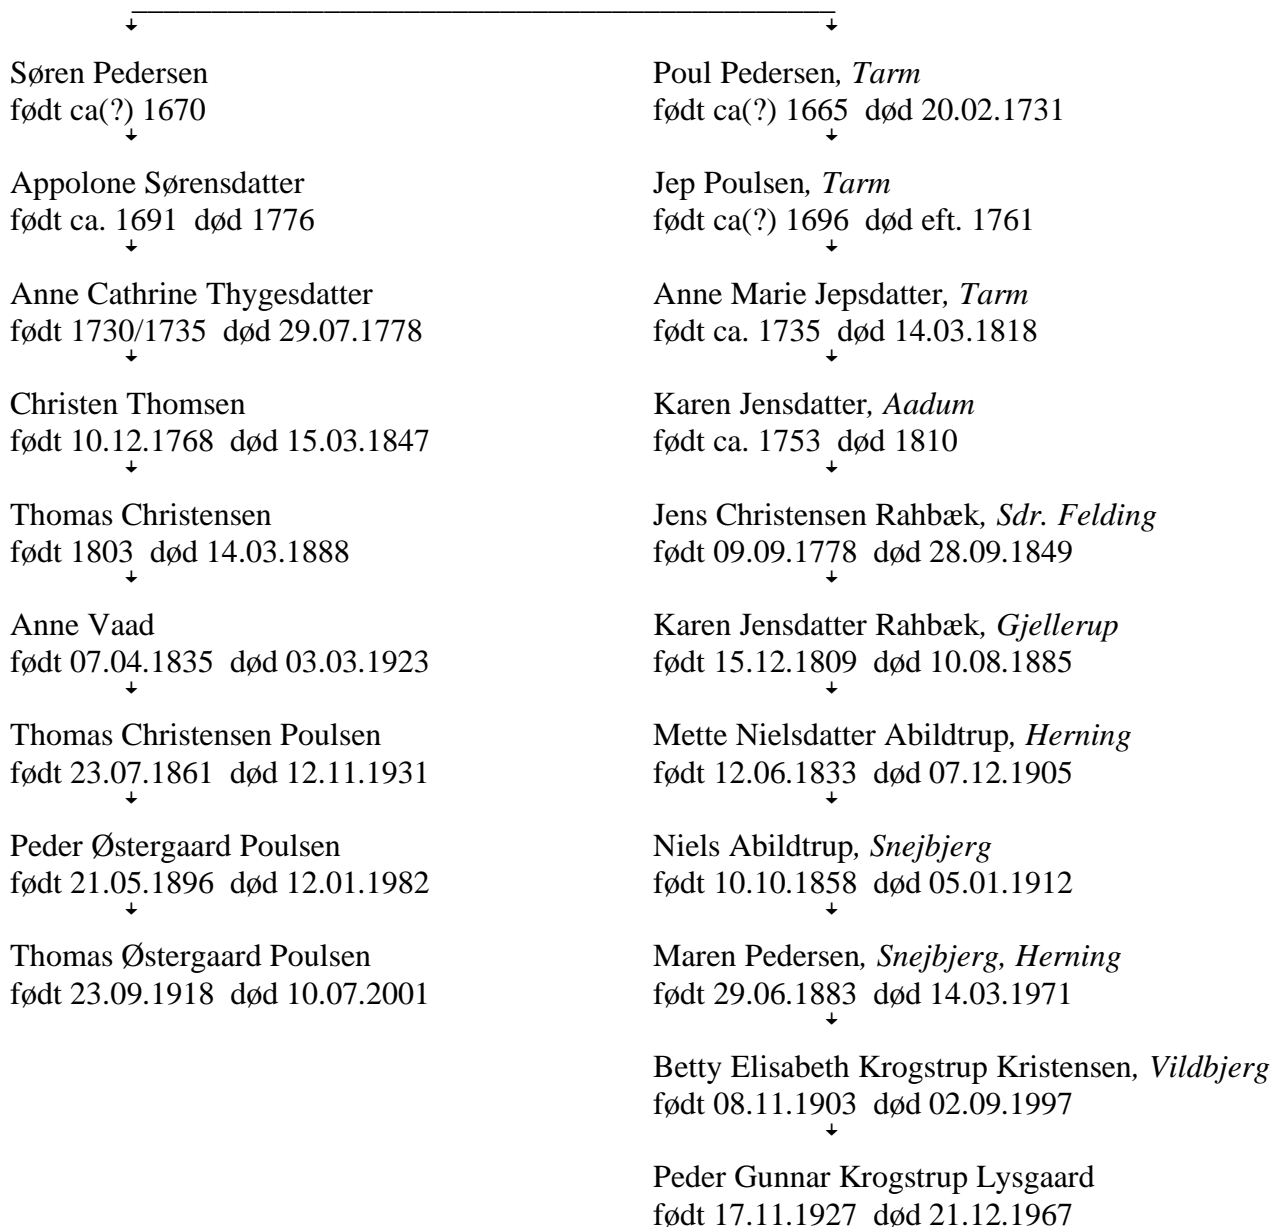 Søren Pedersen
født ca(?) 1670
Appolone Sørensdatter
født ca. 1691 død 1776
Anne Cathrine Thygesdatter
født 1730/1735 død 29.07.1778
Christen Thomsen
født 10.12.1768 død 15.03.1847
Thomas Christensen
født 1803 død 14.03.1888
Anne Vaad
født 07.04.1835 død 03.03.1923
Thomas Christensen Poulsen
født 23.07.1861 død 12.11.1931
Peder Østergaard Poulsen
født 21.05.1896 død 12.01.1982
Thomas Østergaard Poulsen
født 23.09.1918 død 10.07.2001
Poul Pedersen, Tarm
født ca(?) 1665 død 20.02.1731
Jep Poulsen, Tarm
født ca(?) 1696 død eft. 1761
Anne Marie Jepsdatter, Tarm
født ca. 1735 død 14.03.1818
Karen Jensdatter, Aadum
født ca. 1753 død 1810
Jens Christensen Rahbæk, Sdr. Felding
født 09.09.1778 død 28.09.1849
Karen Jensdatter Rahbæk, Gjellerup
født 15.12.1809 død 10.08.1885
Mette Nielsdatter Abildtrup, Herning
født 12.06.1833 død 07.12.1905
Niels Abildtrup, Snejbjerg
født 10.10.1858 død 05.01.1912
Maren Pedersen, Snejbjerg, Herning
født 29.06.1883 død 14.03.1971
Betty Elisabeth Krogstrup Kristensen, Vildbjerg
født 08.11.1903 død 02.09.1997
Peder Gunnar Krogstrup Lysgaard
født 17.11.1927 død 21.12.1967